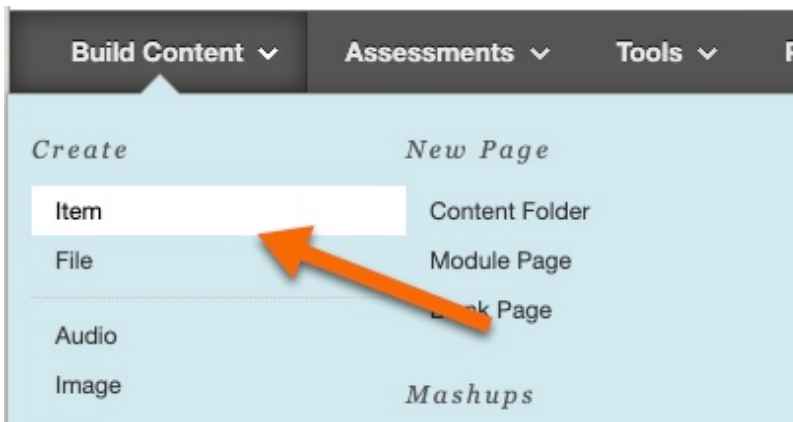 Build Content Assessments Tools
Create
Item
File
Audio
Image
New Page
Content Folder
Module Page
Page
Mashups